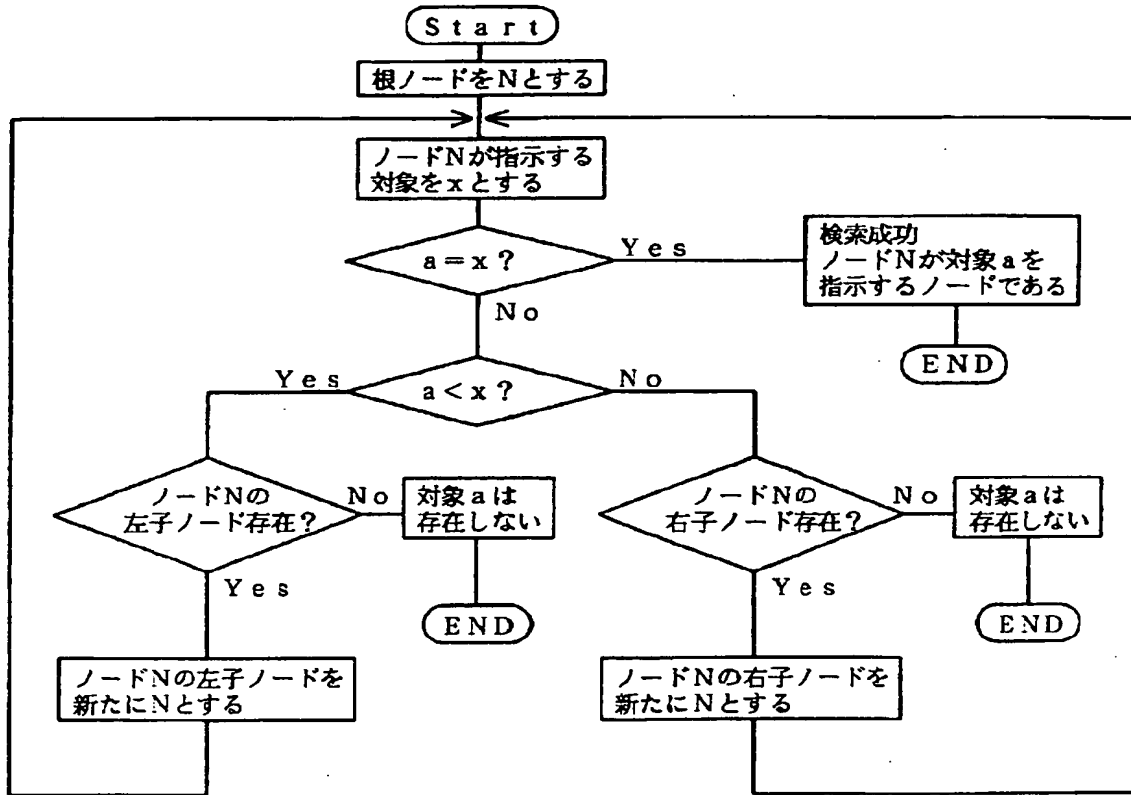 Start
根ノードをNとする
ノードNが指示する
対象をxとする
a=x?
Yes
検索成功
ノードNが対象aを
指示するノードである
No
END
Yes
a<x?
No
ノードNの
左子ノード存在?
No
対象aは
存在しない
ノードNの
右子ノード存在?
No
対象aは
存在しない
Yes
Yes
END
END
ノードNの左子ノードを
新たにNとする
ノードNの右子ノードを
新たにNとする